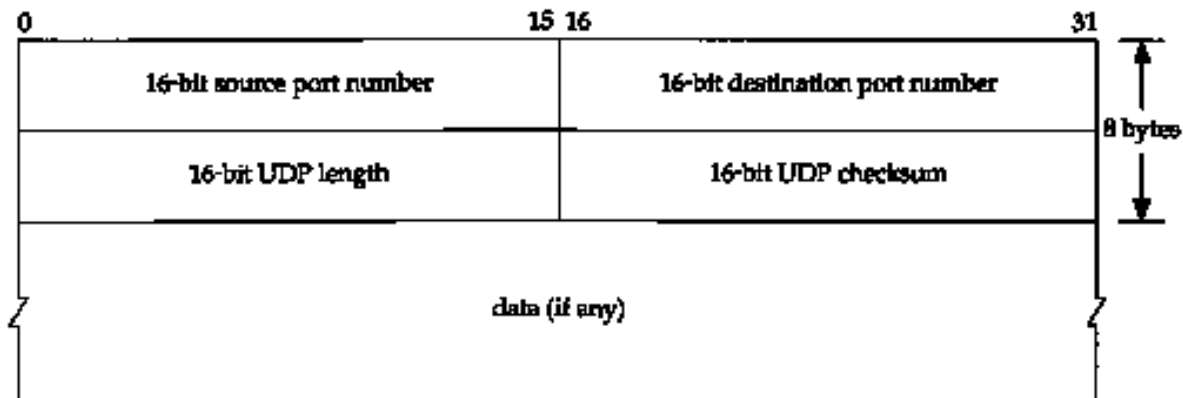 0 15 16 31
16-bit source port number 16-bit destination port number
8 bytes
16-bit UDP length 16-bit UDP checksum
data (if any)